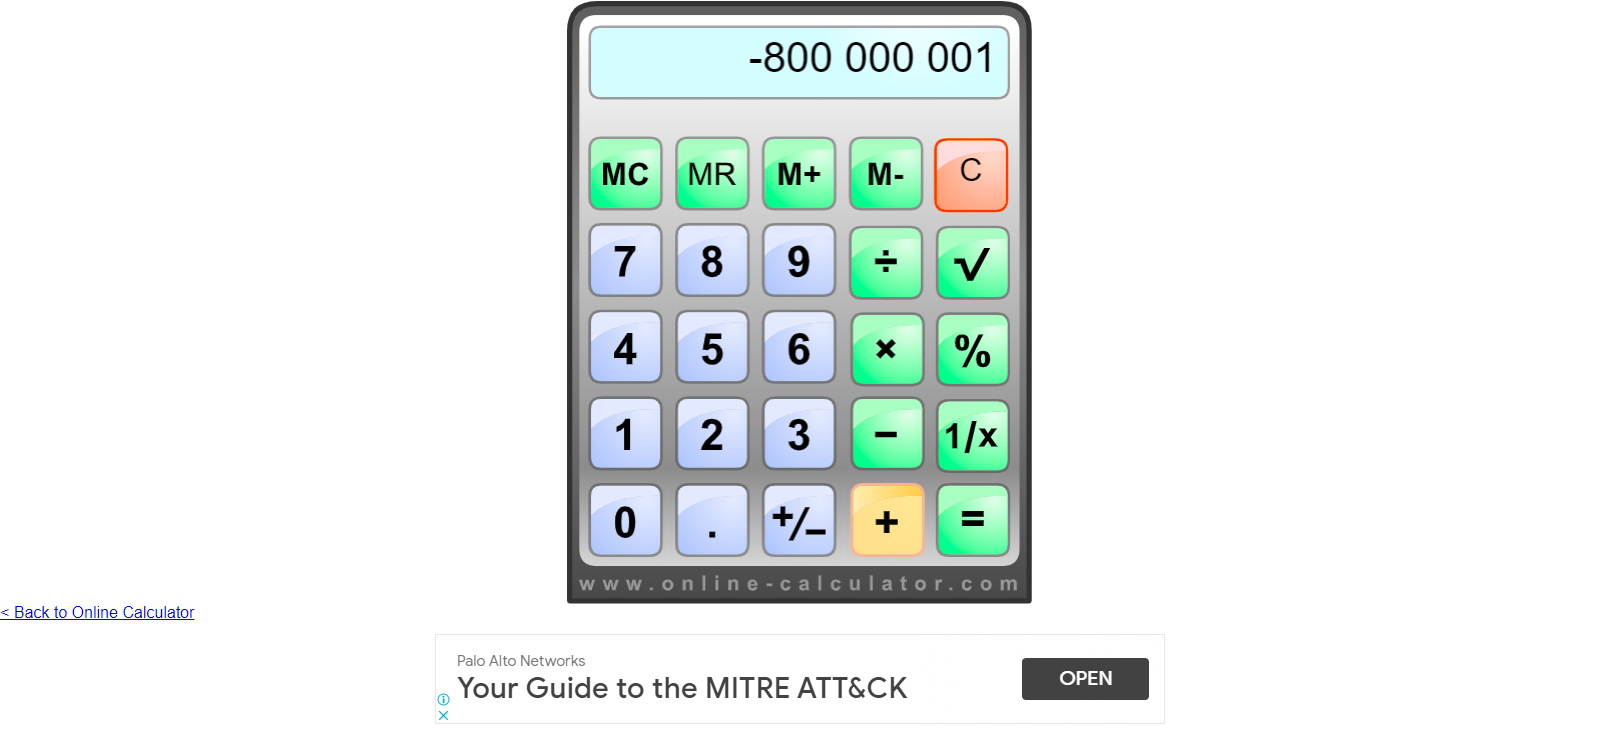 -800 000 001
MC MR M+ M- C
7 8 9 ÷ √
4 5 6 × %
1 2 3 − 1/x
0 . +/− + =
www.online-calculator.com
< Back to Online Calculator
Palo Alto Networks
Your Guide to the MITRE ATT&CK
OPEN